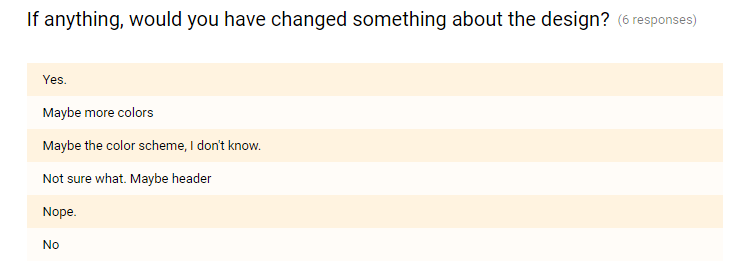 If anything, would you have changed something about the design? (6 responses)
Yes.
Maybe more colors
Maybe the color scheme, I don't know.
Not sure what. Maybe header
Nope.
No